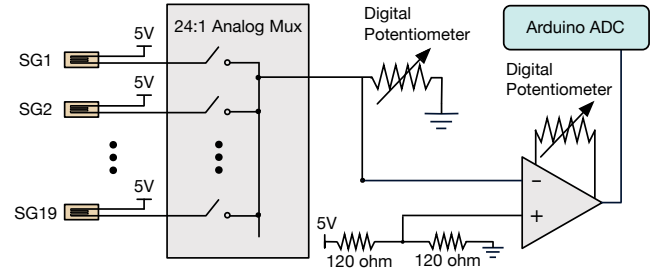 24:1 Analog Mux
Digital
Potentiometer
Arduino ADC
5V
SG1
Digital
Potentiometer
5V
SG2
5V
SG19
−
+
5V
120 ohm
120 ohm